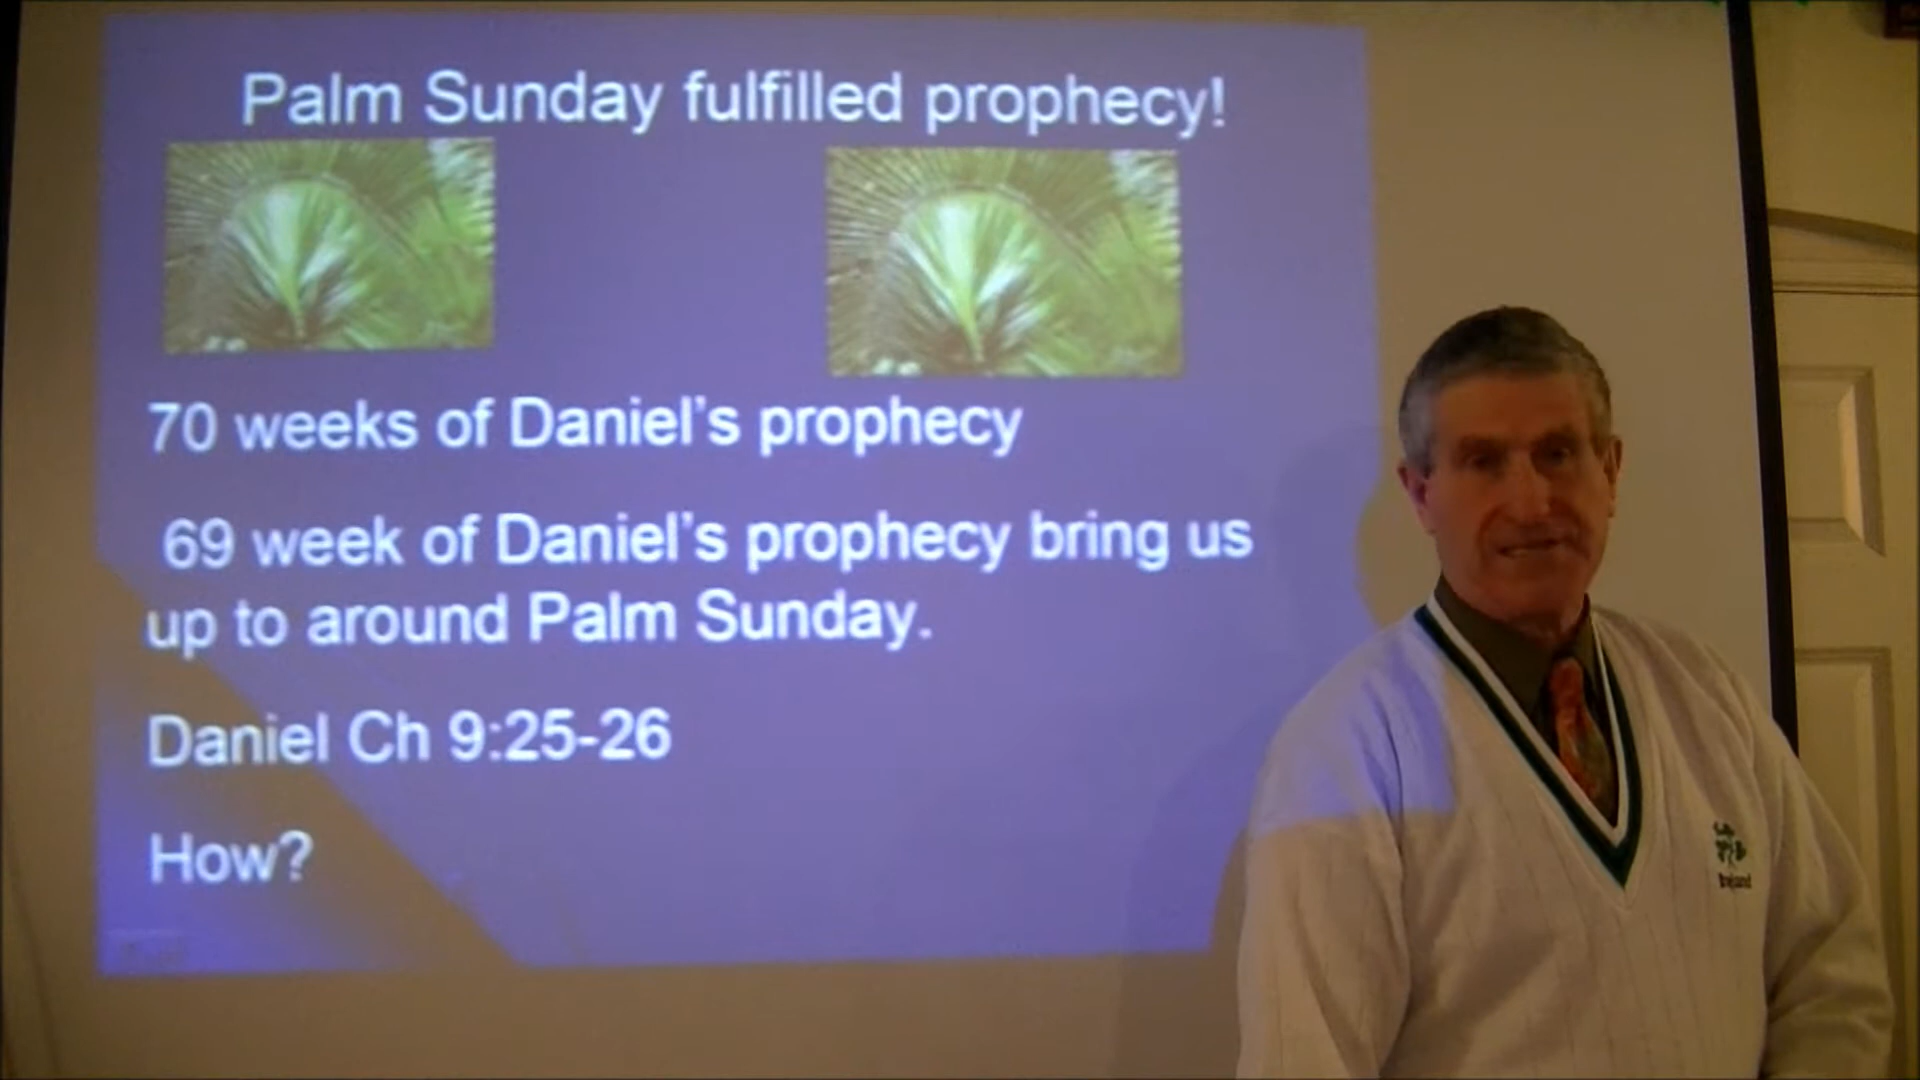 Palm Sunday fulfilled prophecy!
70 weeks of Daniel's prophecy
69 week of Daniel's prophecy bring us
up to around Palm Sunday.
Daniel Ch 9:25-26
How?
Ireland